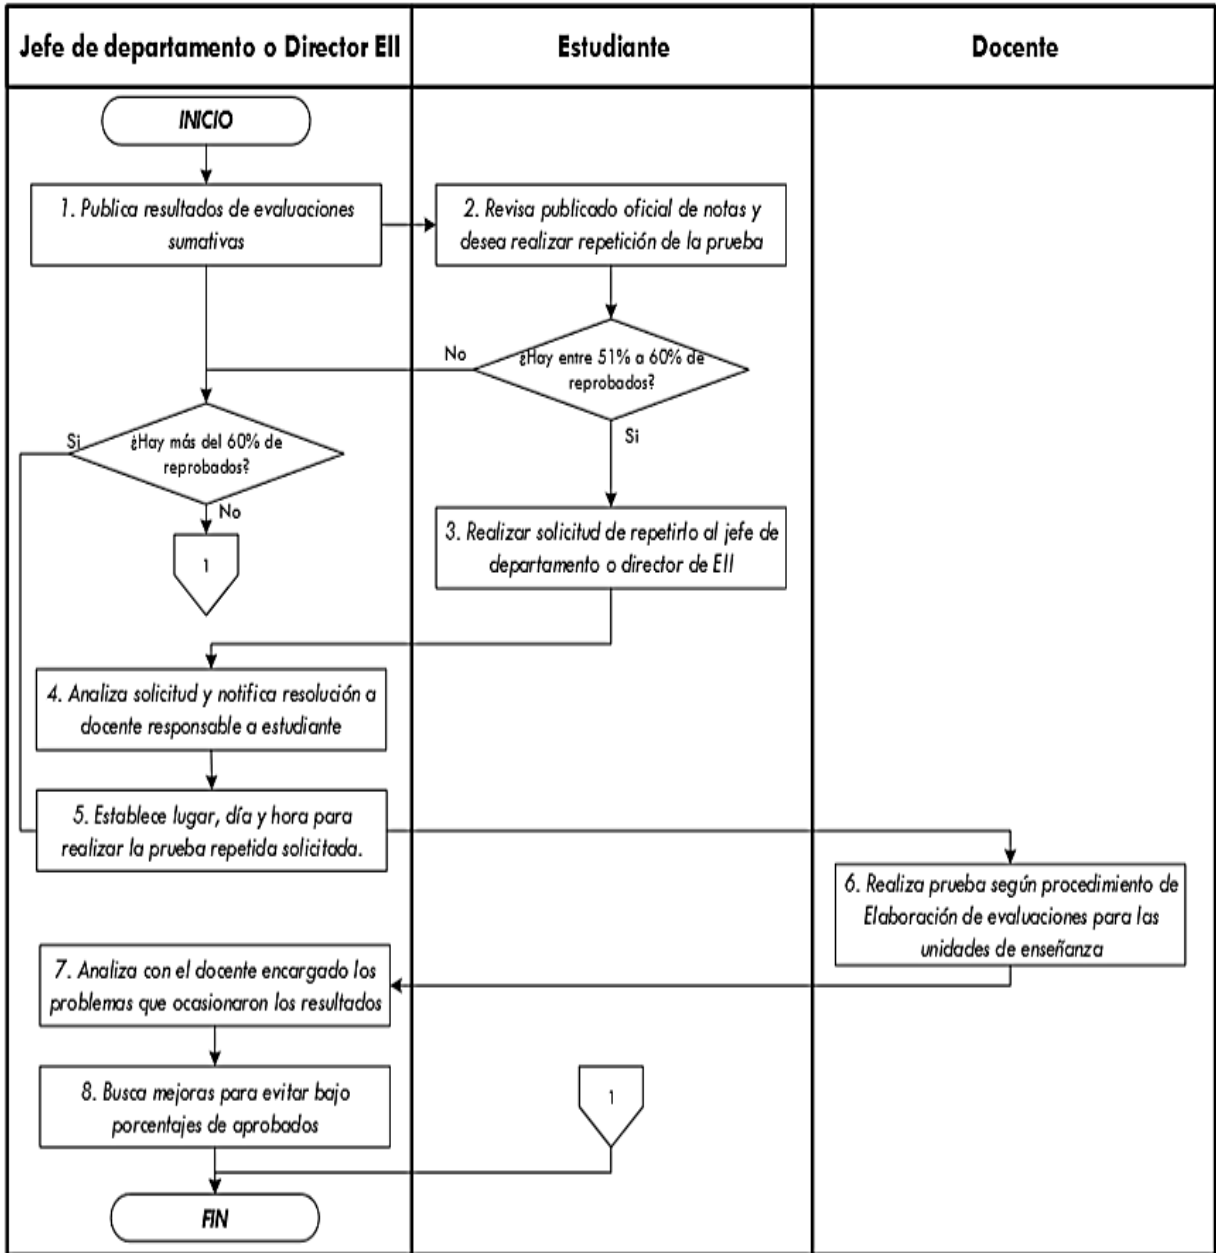 Jefe de departamento o Director EII
Estudiante
Docente
INICIO
1. Publica resultados de evaluaciones
sumativas
2. Revisa publicado oficial de notas y
desea realizar repetición de la prueba
No
¿Hay entre 51% a 60% de
reprobados?
Si
Si
¿Hay más del 60% de
reprobados?
No
1
3. Realizar solicitud de repetirlo al jefe de
departamento o director de EII
4. Analiza solicitud y notifica resolución a
docente responsable a estudiante
5. Establece lugar, día y hora para
realizar la prueba repetida solicitada.
6. Realiza prueba según procedimiento de
Elaboración de evaluaciones para las
unidades de enseñanza
7. Analiza con el docente encargado los
problemas que ocasionaron los resultados
8. Busca mejoras para evitar bajo
porcentajes de aprobados
1
FIN